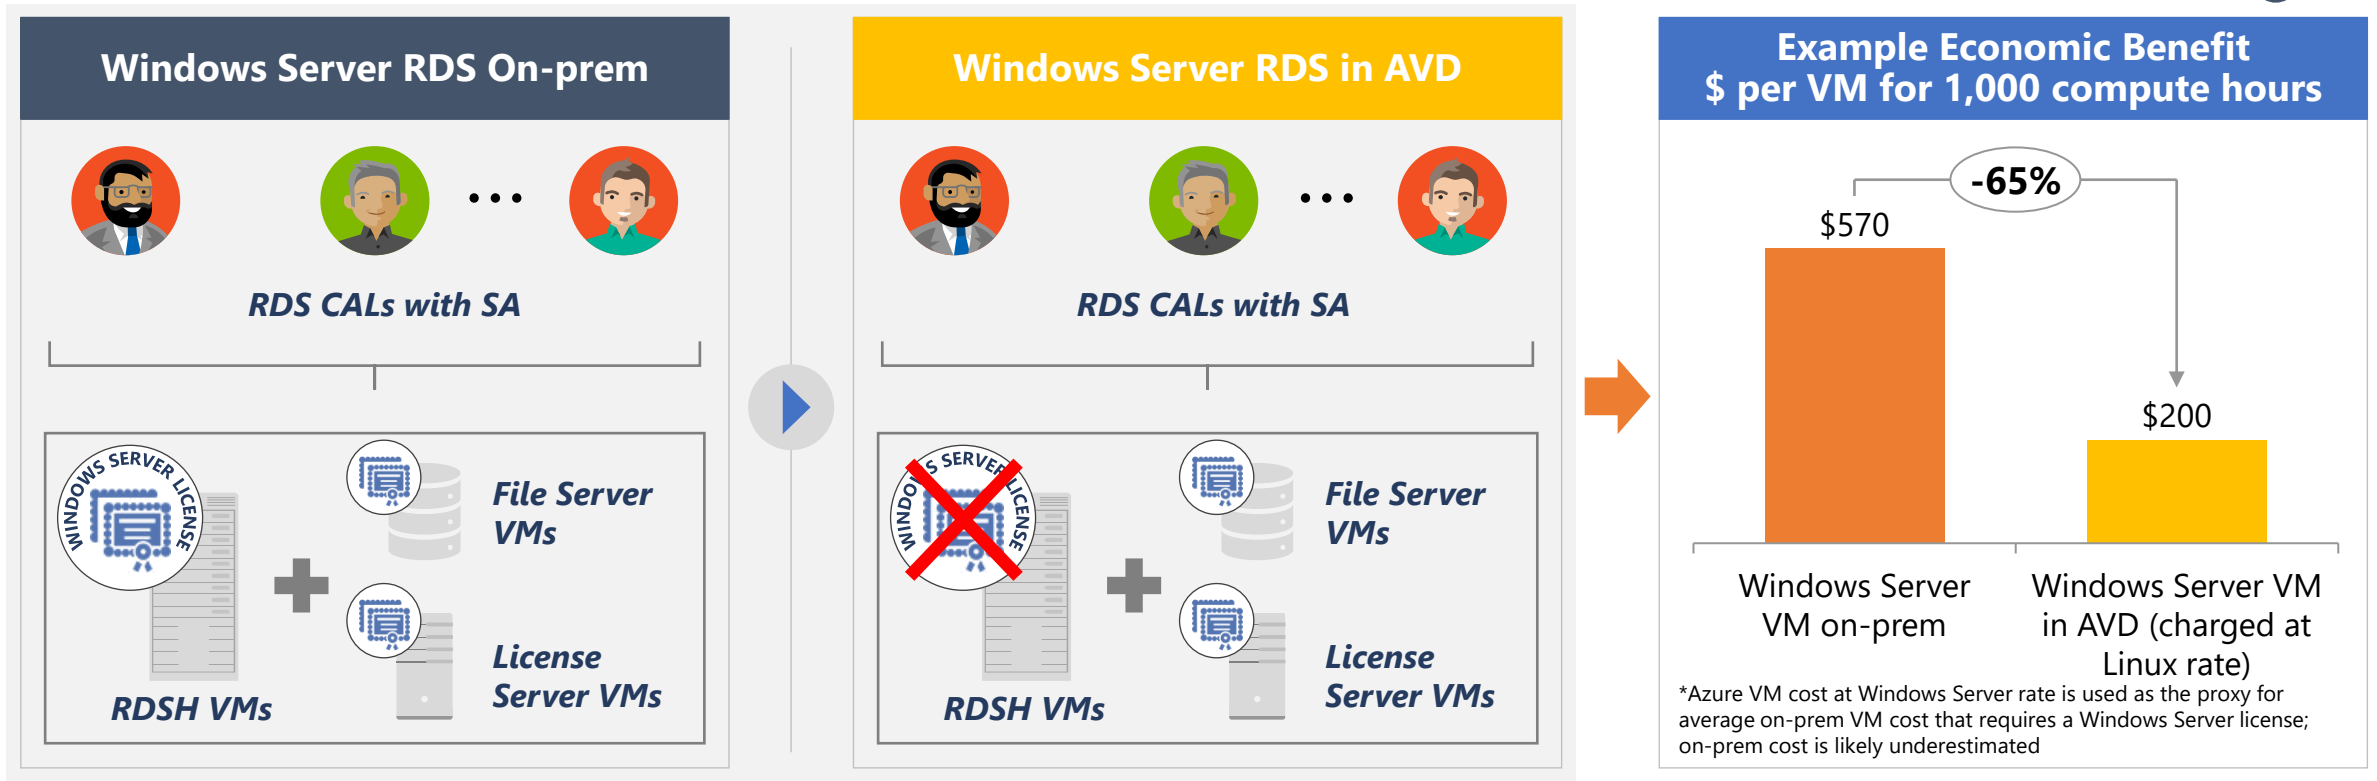 Windows Server RDS On-prem
RDS CALs with SA
WINDOWS SERVER LICENSE
File Server
VMs
License
Server VMs
RDSH VMs
Windows Server RDS in AVD
RDS CALs with SA
WINDOWS SERVER LICENSE
File Server
VMs
License
Server VMs
RDSH VMs
Example Economic Benefit
$ per VM for 1,000 compute hours
-65%
$570
$200
Windows Server
VM on-prem
Windows Server VM
in AVD (charged at
Linux rate)
*Azure VM cost at Windows Server rate is used as the proxy for
average on-prem VM cost that requires a Windows Server license;
on-prem cost is likely underestimated